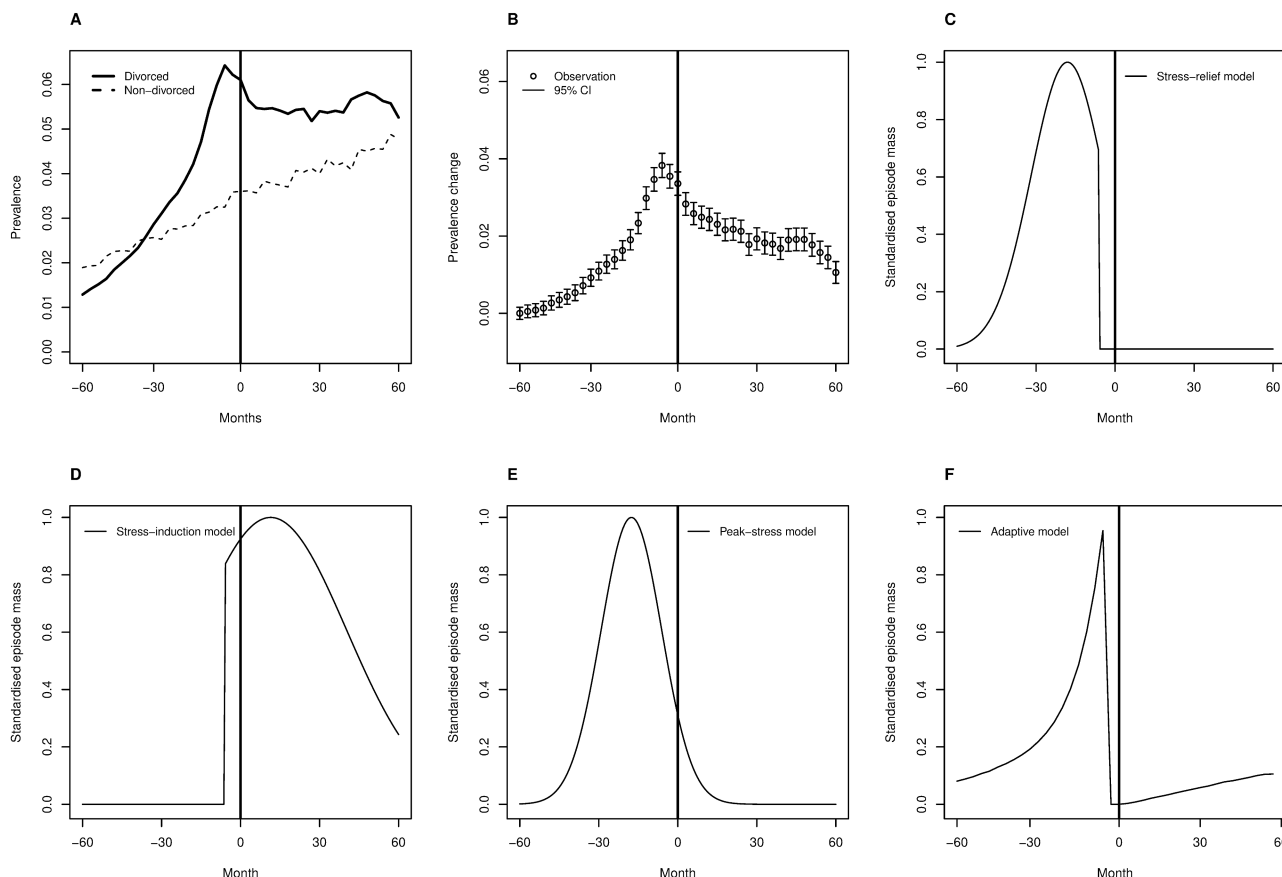 A
Divorced
Non−divorced
Prevalence
0.00 0.01 0.02 0.03 0.04 0.05 0.06
−60 −30 0 30 60
Months
B
Observation
95% CI
Prevalence change
0.00 0.02 0.04 0.06
−60 −30 0 30 60
Month
C
Stress−relief model
Standardised episode mass
0.0 0.2 0.4 0.6 0.8 1.0
−60 −30 0 30 60
Month
D
Stress−induction model
Standardised episode mass
0.0 0.2 0.4 0.6 0.8 1.0
−60 −30 0 30 60
Month
E
Peak−stress model
Standardised episode mass
0.0 0.2 0.4 0.6 0.8 1.0
−60 −30 0 30 60
Month
F
Adaptive model
Standardised episode mass
0.0 0.2 0.4 0.6 0.8 1.0
−60 −30 0 30 60
Month